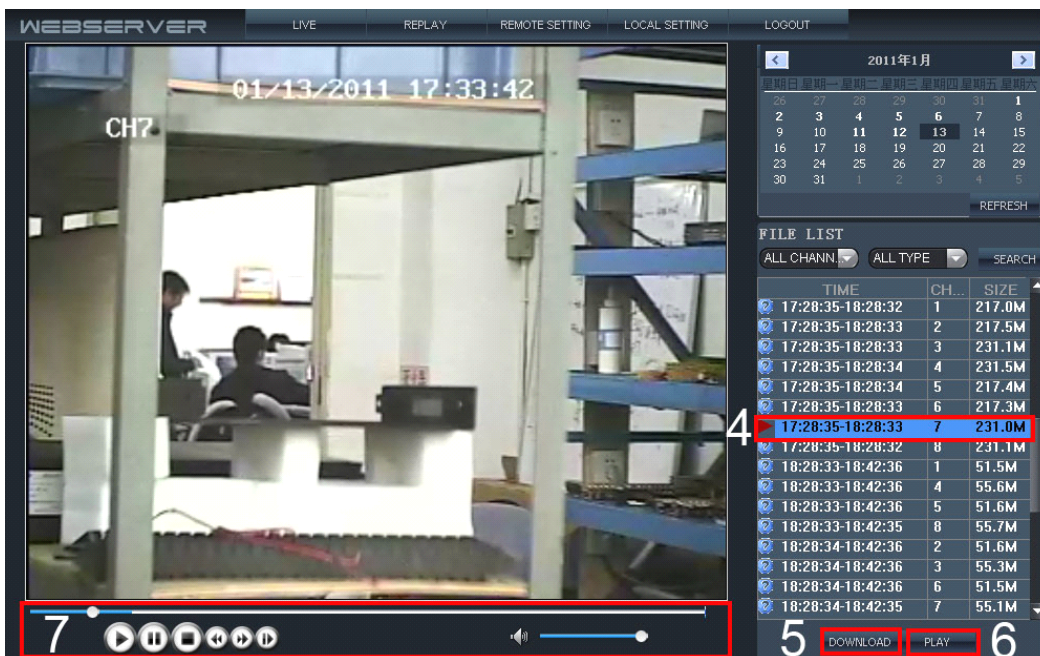 WEBSERVER LIVE REPLAY REMOTE SETTING LOCAL SETTING LOGOUT
01/13/2011 17:33:42
CH7
2011年1月
星期日 星期一 星期二 星期三 星期四 星期五 星期六
26 27 28 29 30 31 1
2 3 4 5 6 7 8
9 10 11 12 13 14 15
16 17 18 19 20 21 22
23 24 25 26 27 28 29
30 31 1 2 3 4 5
REFRESH
FILE LIST
ALL CHANN... ALL TYPE SEARCH
TIME CH... SIZE
17:28:35-18:28:32 1 217.0M
17:28:35-18:28:33 2 217.5M
17:28:35-18:28:33 3 231.1M
17:28:35-18:28:34 4 231.5M
17:28:35-18:28:34 5 217.4M
17:28:35-18:28:33 6 217.3M
4 17:28:35-18:28:33 7 231.0M
17:28:35-18:28:32 8 231.1M
18:28:33-18:42:36 1 51.5M
18:28:33-18:42:36 4 55.6M
18:28:33-18:42:36 5 51.6M
18:28:33-18:42:35 8 55.7M
18:28:34-18:42:36 2 51.6M
18:28:34-18:42:36 3 55.3M
18:28:34-18:42:36 6 51.5M
18:28:34-18:42:35 7 55.1M
7
5 DOWNLOAD PLAY 6